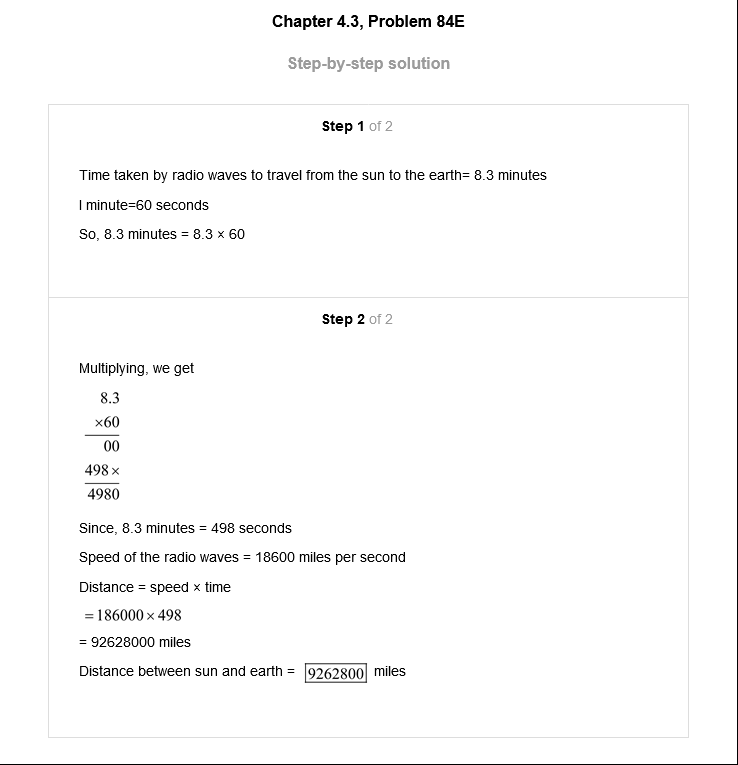 Chapter 4.3, Problem 84E
Step-by-step solution
Step 1 of 2
Time taken by radio waves to travel from the sun to the earth= 8.3 minutes
I minute=60 seconds
So, 8.3 minutes = 8.3 × 60
Step 2 of 2
Multiplying, we get
8.3
×60
00
498×
4980
Since, 8.3 minutes = 498 seconds
Speed of the radio waves = 18600 miles per second
Distance = speed × time
=186000×498
= 92628000 miles
Distance between sun and earth = 9262800 miles